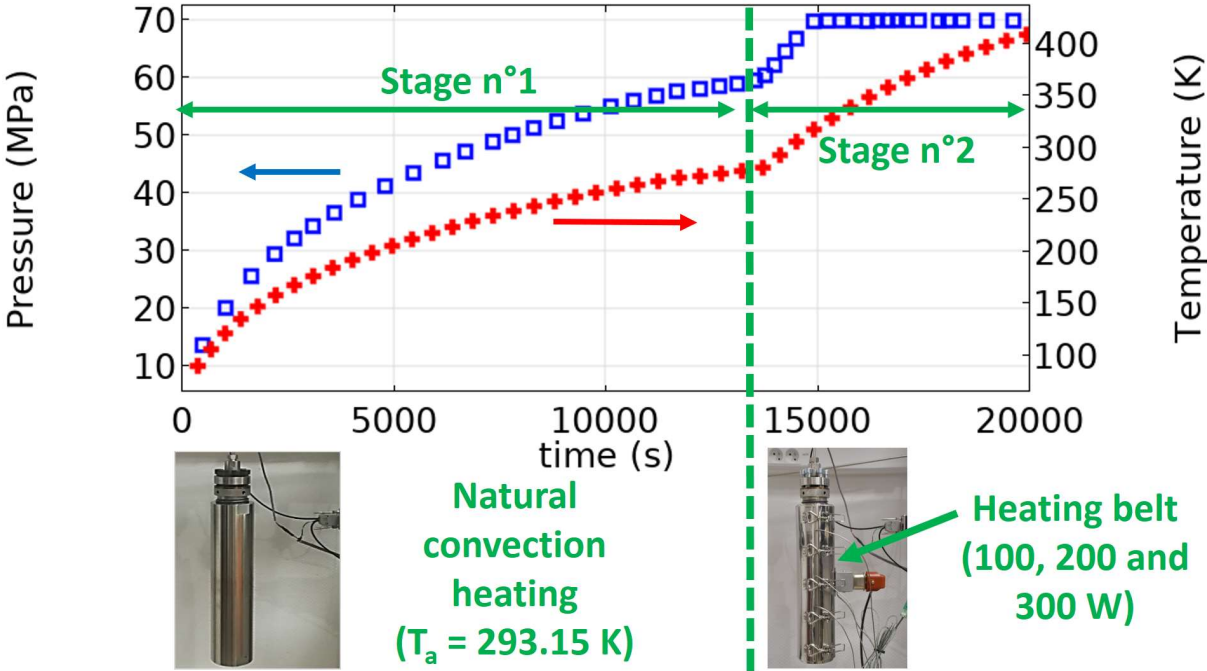 70
60
50
40
30
20
10
Pressure (MPa)
Stage n°1
Stage n°2
400
350
300
250
200
150
100
Temperature (K)
0
5000
10000
15000
20000
time (s)
Natural
convection
heating
(Tₐ = 293.15 K)
Heating belt
(100, 200 and
300 W)